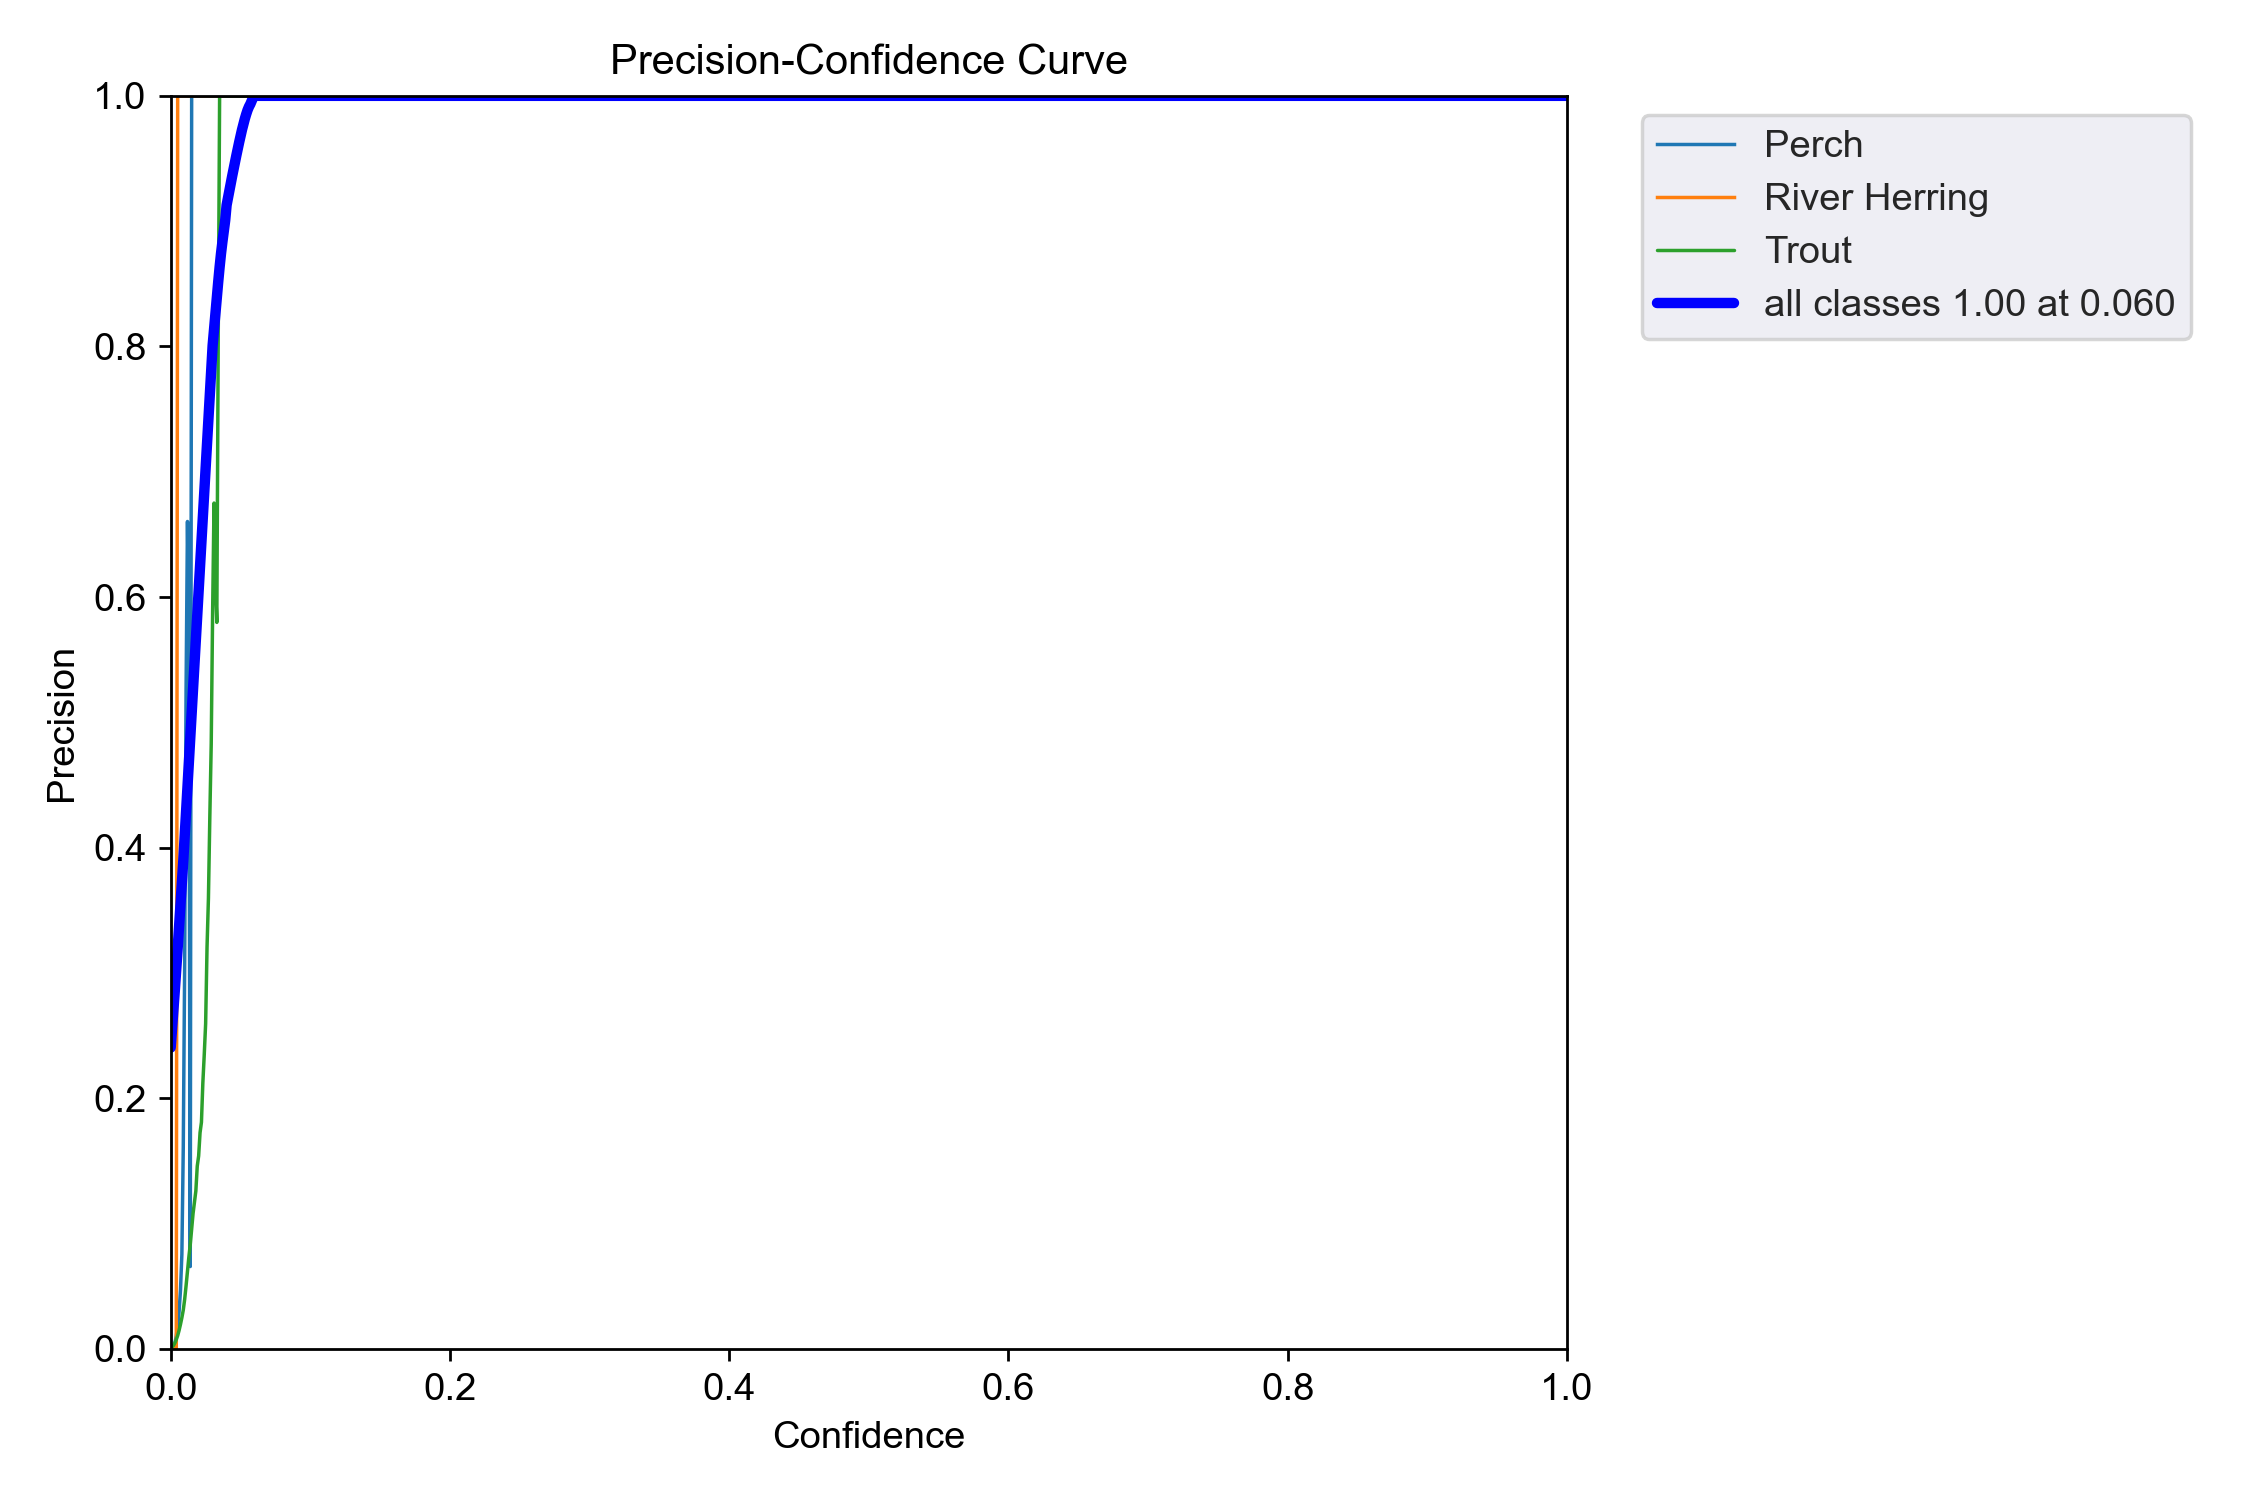 Precision-Confidence Curve
1.0
0.8
0.6
0.4
0.2
0.0
Precision
0.0 0.2 0.4 0.6 0.8 1.0
Confidence
Perch
River Herring
Trout
all classes 1.00 at 0.060